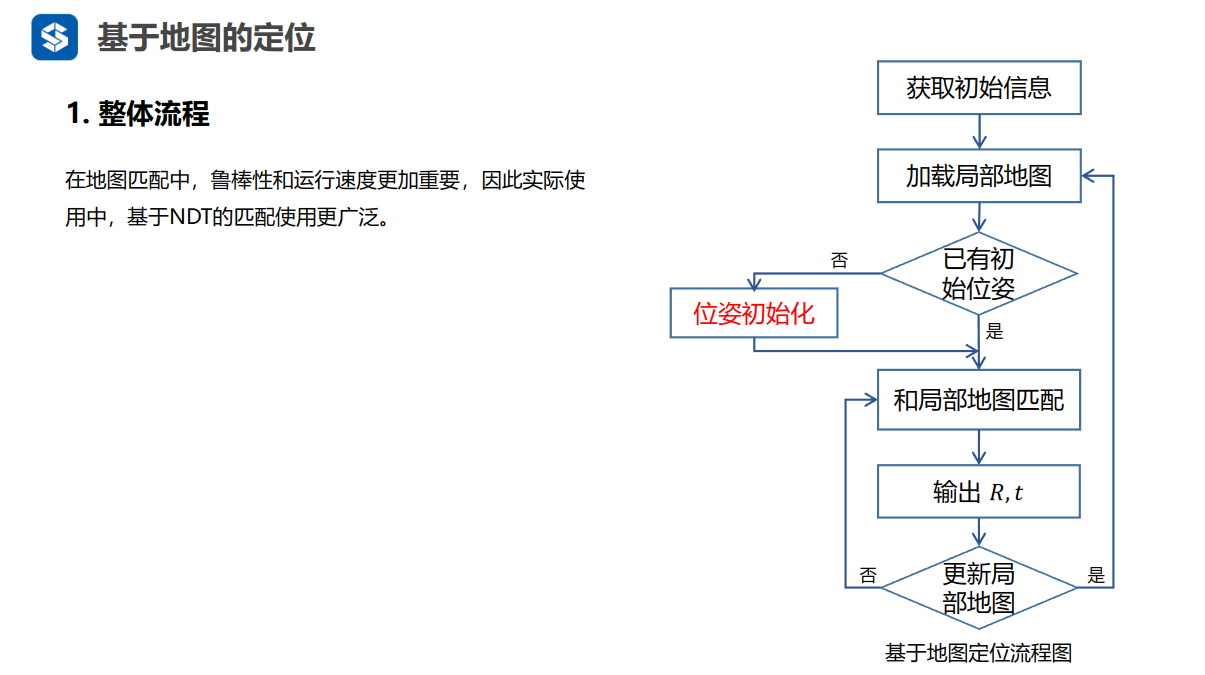 基于地图的定位
1. 整体流程
在地图匹配中，鲁棒性和运行速度更加重要，因此实际使
用中，基于NDT的匹配使用更广泛。
获取初始信息
加载局部地图
已有初
始位姿
否
位姿初始化
是
和局部地图匹配
输出 R, t
更新局
部地图
否
是
基于地图定位流程图